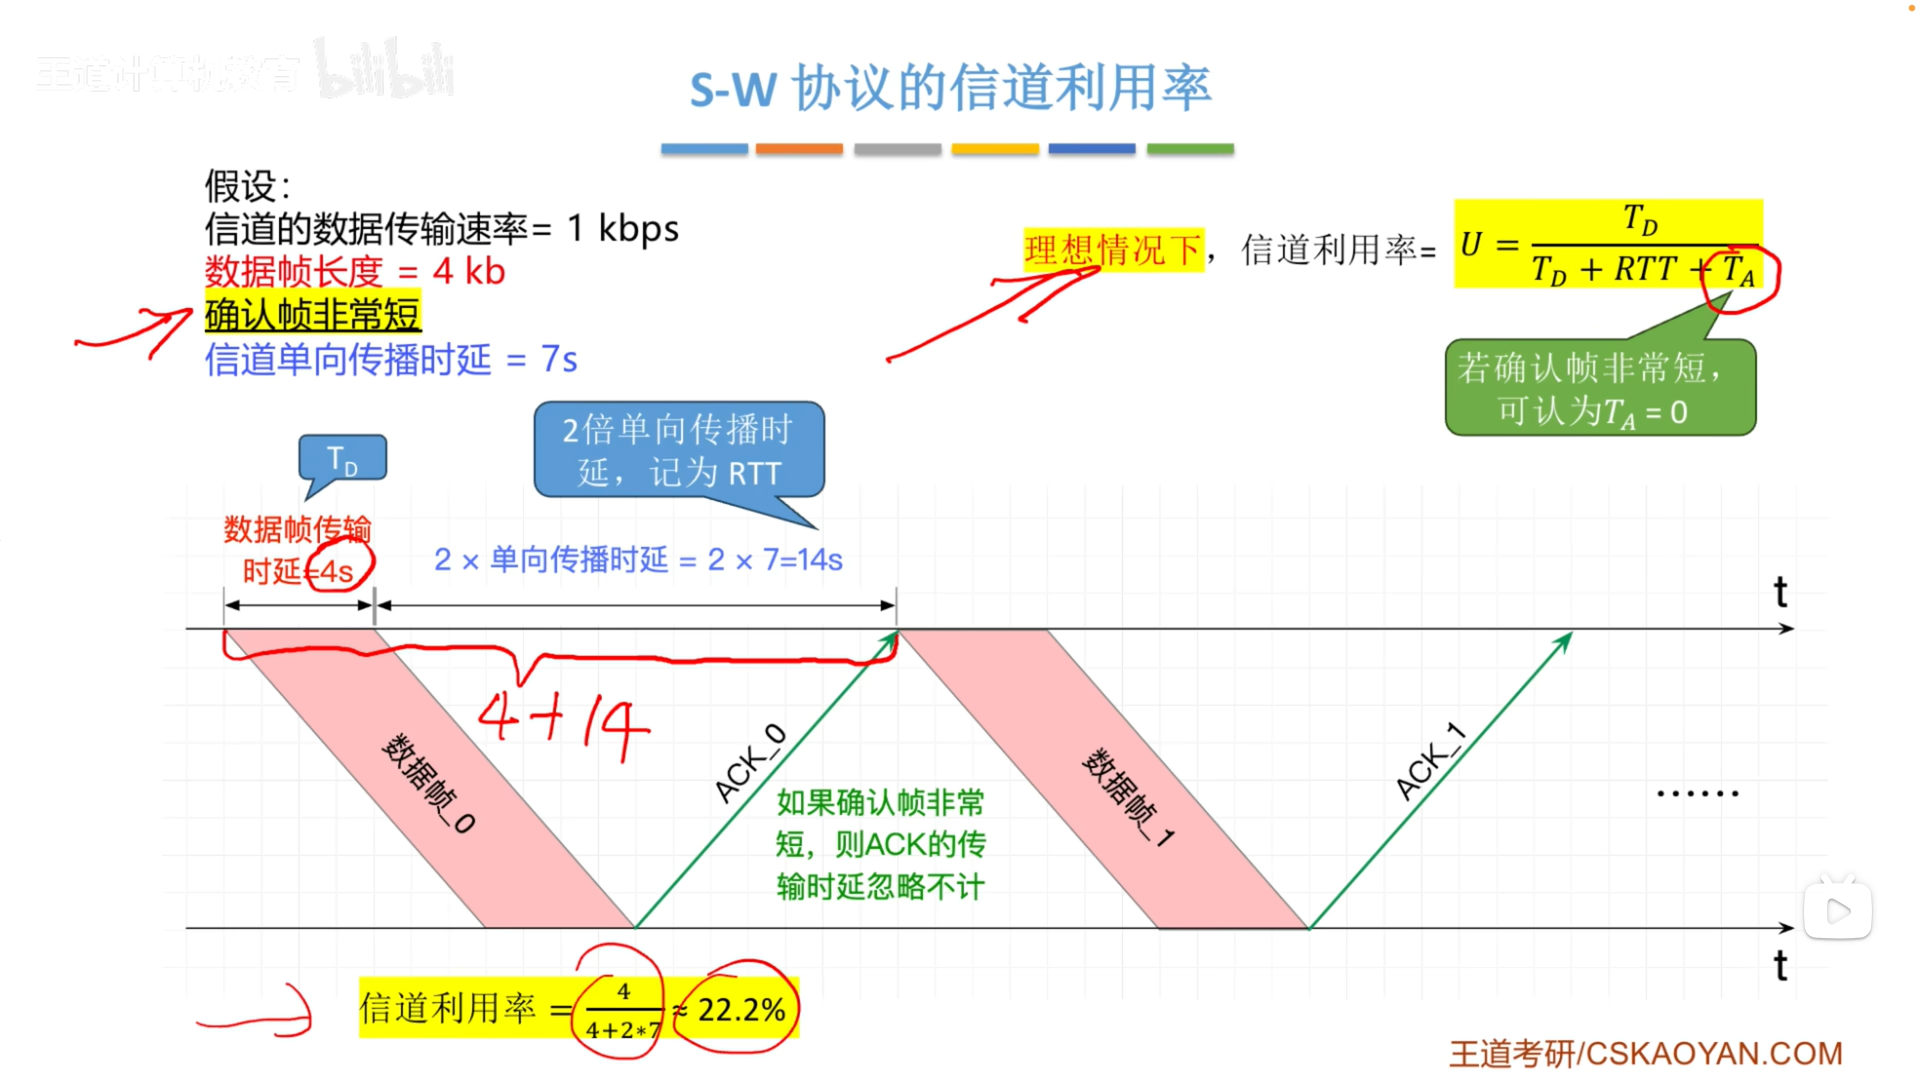 王道计算机教育 bilibili
S-W 协议的信道利用率
假设：
信道的数据传输速率= 1 kbps
数据帧长度 = 4 kb
确认帧非常短
信道单向传播时延 = 7s
理想情况下，信道利用率= U = T_D / (T_D + RTT + T_A)
若确认帧非常短，
可认为T_A = 0
T_D
2倍单向传播时
延，记为 RTT
数据帧传输
时延=4s
2 × 单向传播时延 = 2 × 7=14s
t
4+14
数据帧_0
ACK_0
如果确认帧非常
短，则ACK的传
输时延忽略不计
数据帧_1
ACK_1
······
t
信道利用率 = 4/(4+2*7) ≈ 22.2%
王道考研/CSKAOYAN.COM